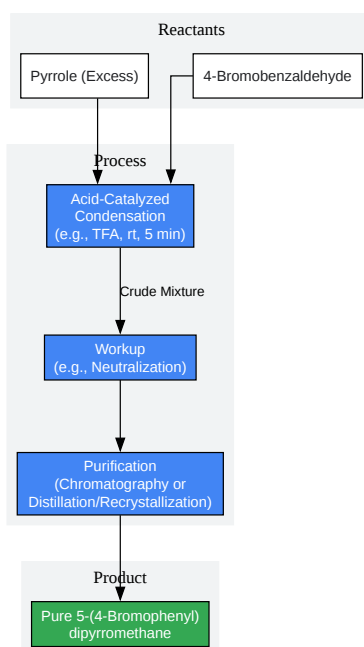 Reactants
Pyrrole (Excess)
4-Bromobenzaldehyde
Process
Acid-Catalyzed
Condensation
(e.g., TFA, rt, 5 min)
Crude Mixture
Workup
(e.g., Neutralization)
Purification
(Chromatography or
Distillation/Recrystallization)
Product
Pure 5-(4-Bromophenyl)
dipyrromethane